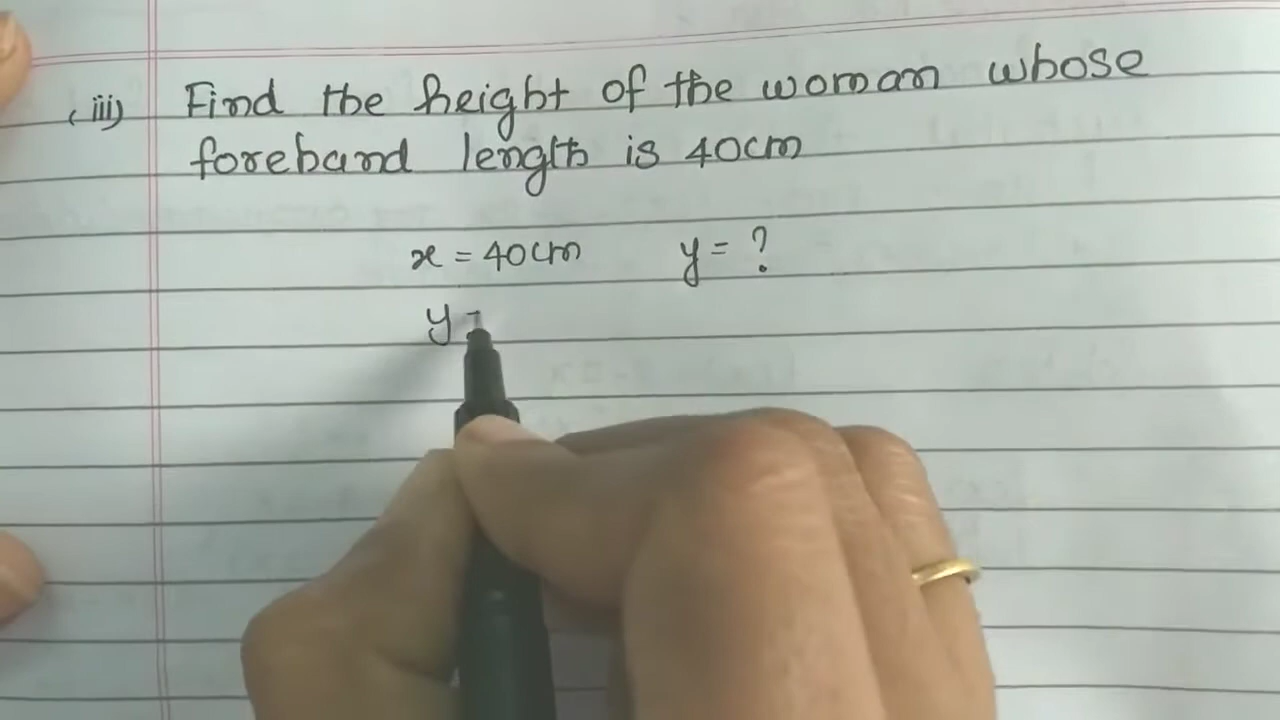 (iii) Find the height of the woman whose
forehand length is 40cm
x = 40cm y = ?
y =